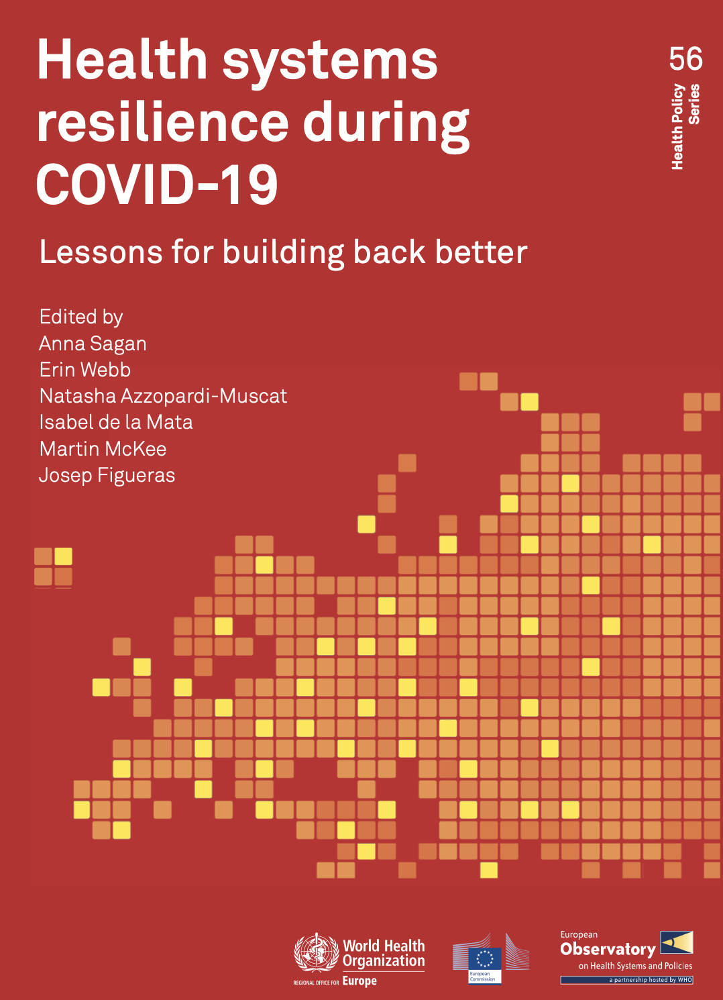 Health systems
resilience during
COVID-19
56
Health Policy
Series
Lessons for building back better
Edited by
Anna Sagan
Erin Webb
Natasha Azzopardi-Muscat
Isabel de la Mata
Martin McKee
Josep Figueras
World Health
Organization
REGIONAL OFFICE FOR Europe
European
Commission
European
Observatory
on Health Systems and Policies
a partnership hosted by WHO